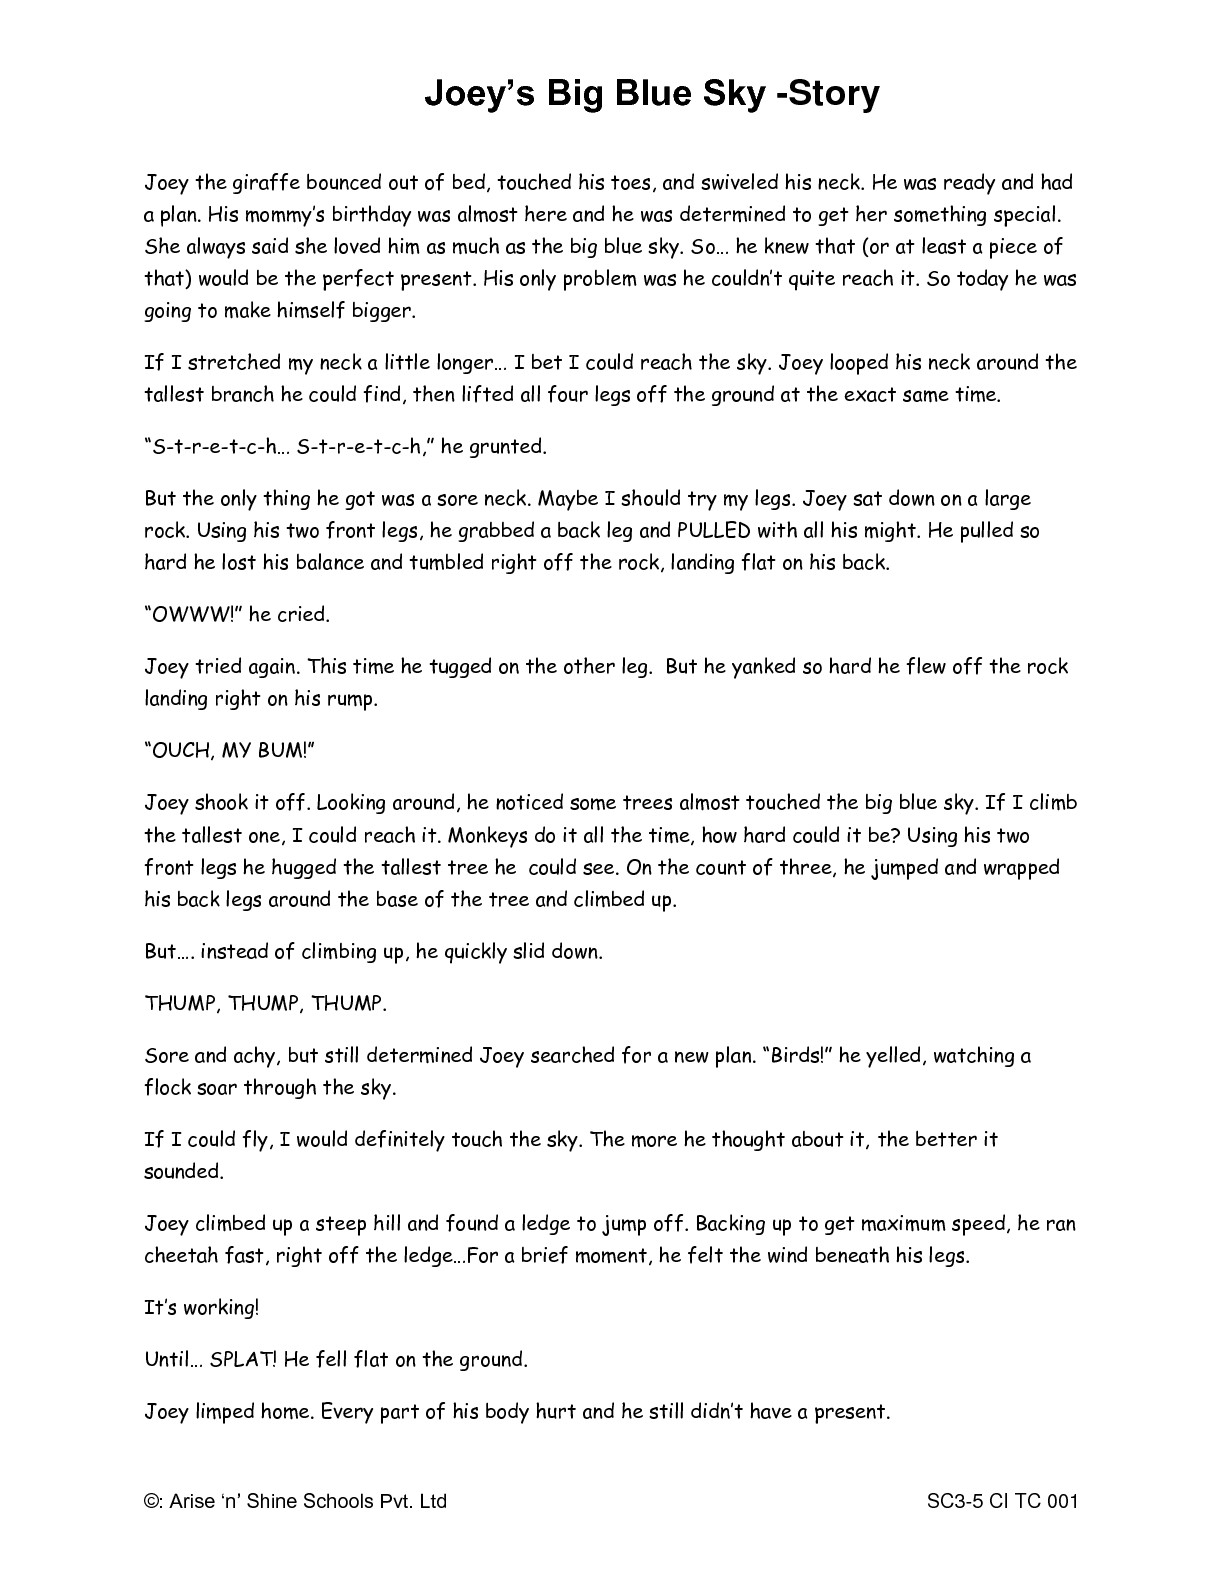 Joey’s Big Blue Sky -Story
Joey the giraffe bounced out of bed, touched his toes, and swiveled his neck. He was ready and had
a plan. His mommy’s birthday was almost here and he was determined to get her something special.
She always said she loved him as much as the big blue sky. So... he knew that (or at least a piece of
that) would be the perfect present. His only problem was he couldn’t quite reach it. So today he was
going to make himself bigger.
If I stretched my neck a little longer... I bet I could reach the sky. Joey looped his neck around the
tallest branch he could find, then lifted all four legs off the ground at the exact same time.
“S-t-r-e-t-c-h... S-t-r-e-t-c-h,” he grunted.
But the only thing he got was a sore neck. Maybe I should try my legs. Joey sat down on a large
rock. Using his two front legs, he grabbed a back leg and PULLED with all his might. He pulled so
hard he lost his balance and tumbled right off the rock, landing flat on his back.
“OWWW!” he cried.
Joey tried again. This time he tugged on the other leg.  But he yanked so hard he flew off the rock
landing right on his rump.
“OUCH, MY BUM!”
Joey shook it off. Looking around, he noticed some trees almost touched the big blue sky. If I climb
the tallest one, I could reach it. Monkeys do it all the time, how hard could it be? Using his two
front legs he hugged the tallest tree he  could see. On the count of three, he jumped and wrapped
his back legs around the base of the tree and climbed up.
But.... instead of climbing up, he quickly slid down.
THUMP, THUMP, THUMP.
Sore and achy, but still determined Joey searched for a new plan. “Birds!” he yelled, watching a
flock soar through the sky.
If I could fly, I would definitely touch the sky. The more he thought about it, the better it
sounded.
Joey climbed up a steep hill and found a ledge to jump off. Backing up to get maximum speed, he ran
cheetah fast, right off the ledge...For a brief moment, he felt the wind beneath his legs.
It’s working!
Until... SPLAT! He fell flat on the ground.
Joey limped home. Every part of his body hurt and he still didn’t have a present.
©: Arise ‘n’ Shine Schools Pvt. Ltd
SC3-5 CI TC 001